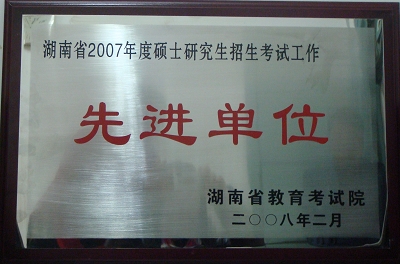 湖南省2007年度硕士研究生招生考试工作
先进单位
湖南省教育考试院
二〇〇八年二月